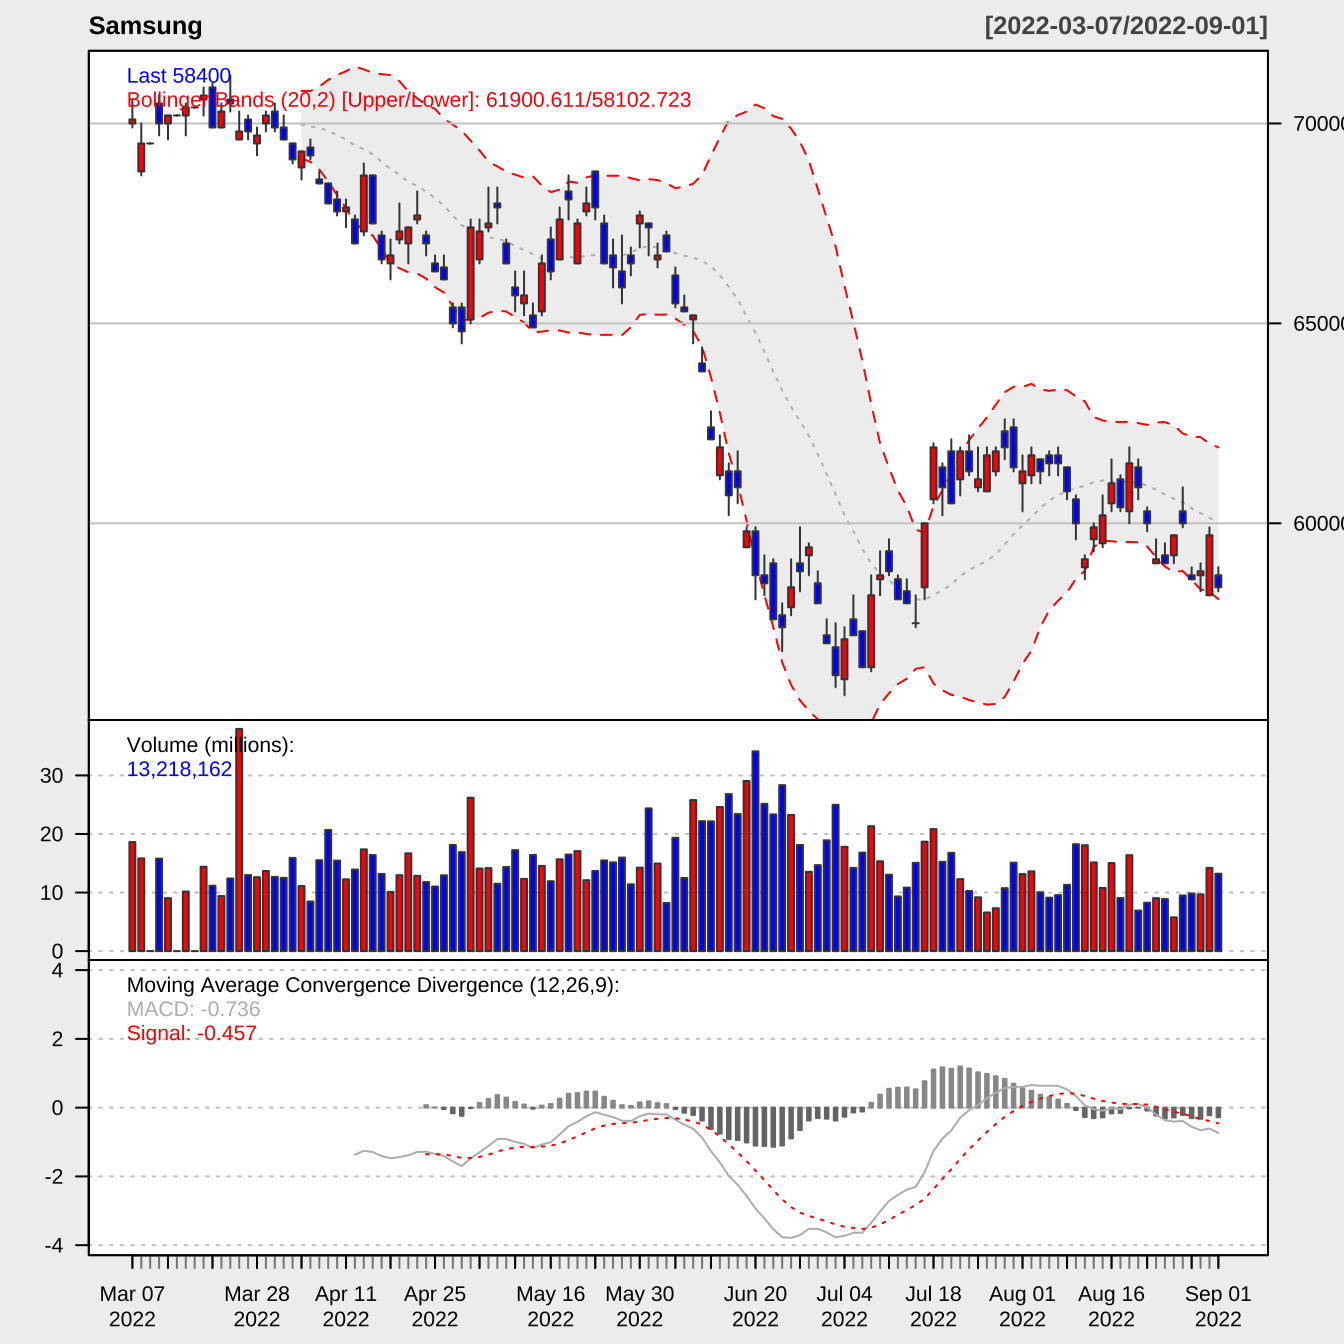 Samsung [2022-03-07/2022-09-01]
Last 58400
Bollinger Bands (20,2) [Upper/Lower]: 61900.611/58102.723
70000
65000
60000
Volume (millions):
13,218,162
30
20
10
0
Moving Average Convergence Divergence (12,26,9):
MACD: -0.736
Signal: -0.457
4
2
0
-2
-4
Mar 07 Mar 28 Apr 11 Apr 25 May 16 May 30 Jun 20 Jul 04 Jul 18 Aug 01 Aug 16 Sep 01
2022 2022 2022 2022 2022 2022 2022 2022 2022 2022 2022 2022